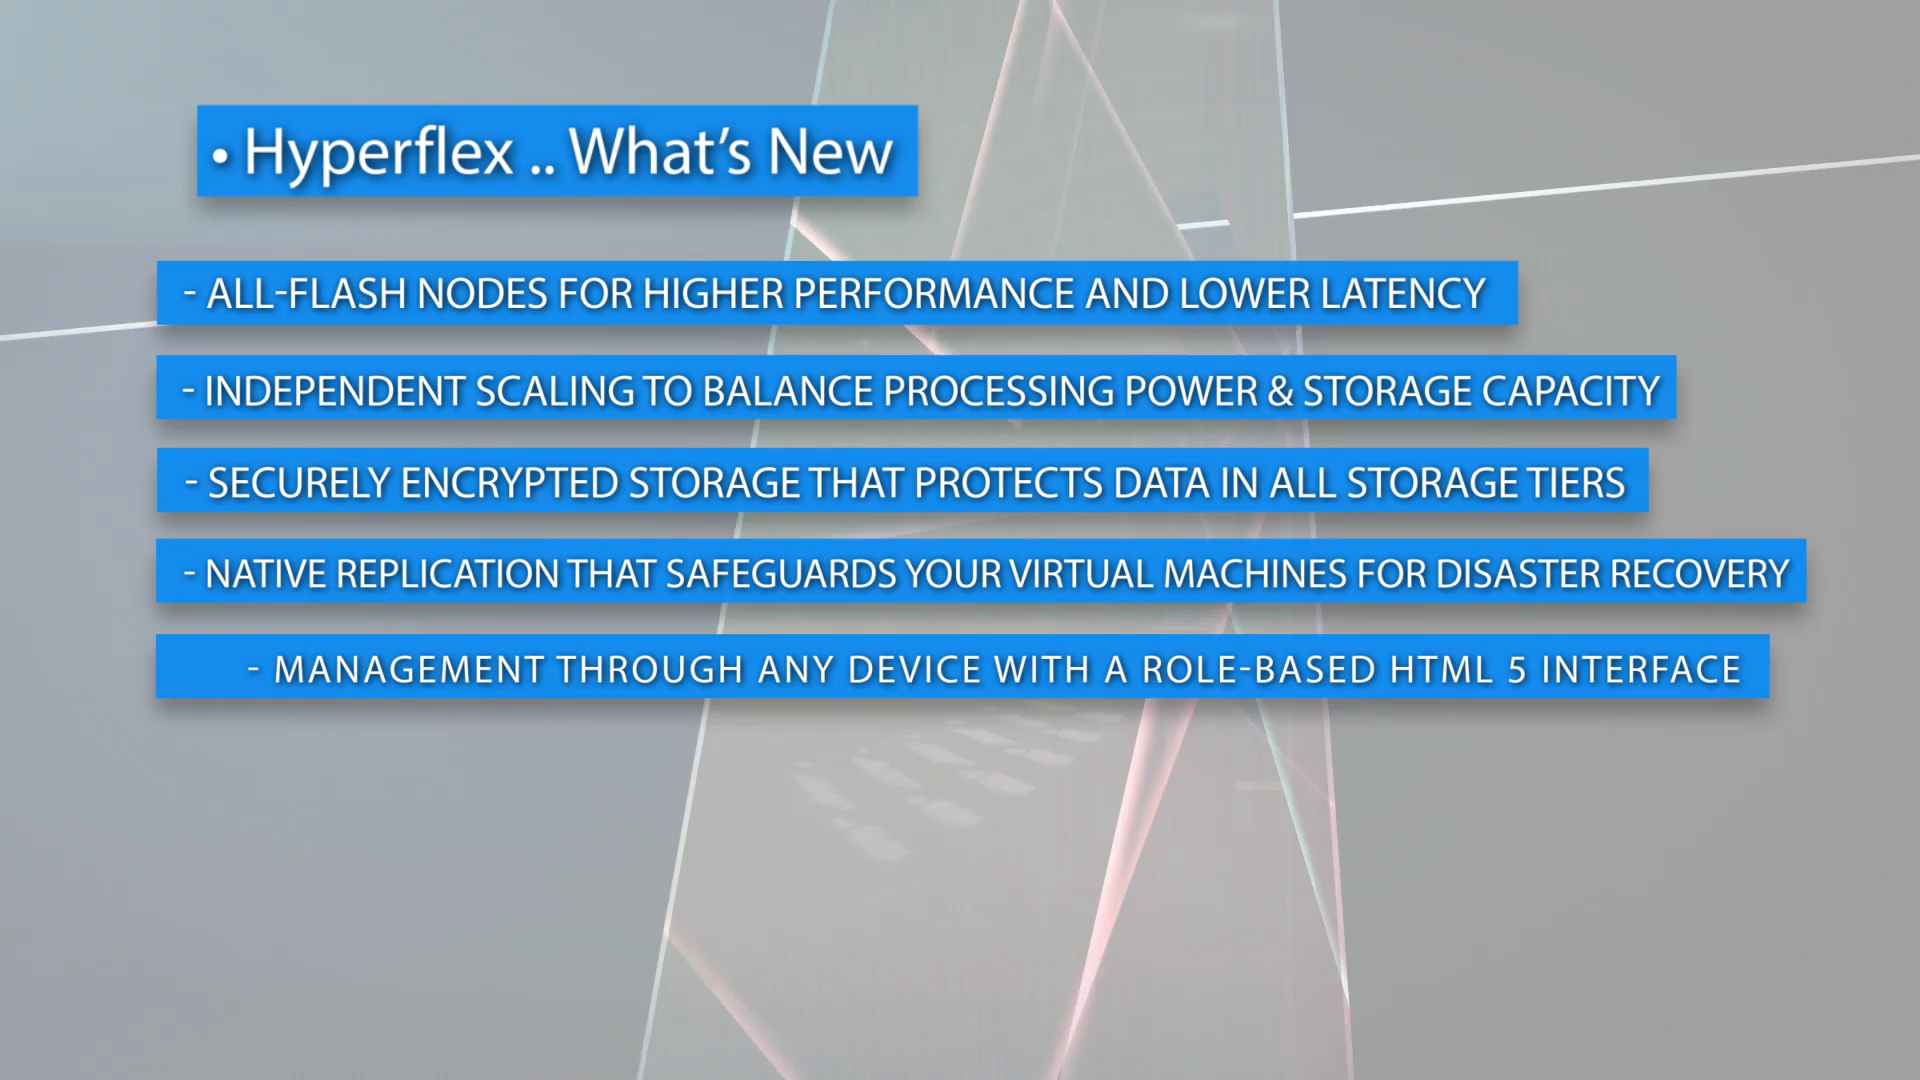 • Hyperflex .. What’s New
- ALL-FLASH NODES FOR HIGHER PERFORMANCE AND LOWER LATENCY
- INDEPENDENT SCALING TO BALANCE PROCESSING POWER & STORAGE CAPACITY
- SECURELY ENCRYPTED STORAGE THAT PROTECTS DATA IN ALL STORAGE TIERS
- NATIVE REPLICATION THAT SAFEGUARDS YOUR VIRTUAL MACHINES FOR DISASTER RECOVERY
- MANAGEMENT THROUGH ANY DEVICE WITH A ROLE-BASED HTML 5 INTERFACE